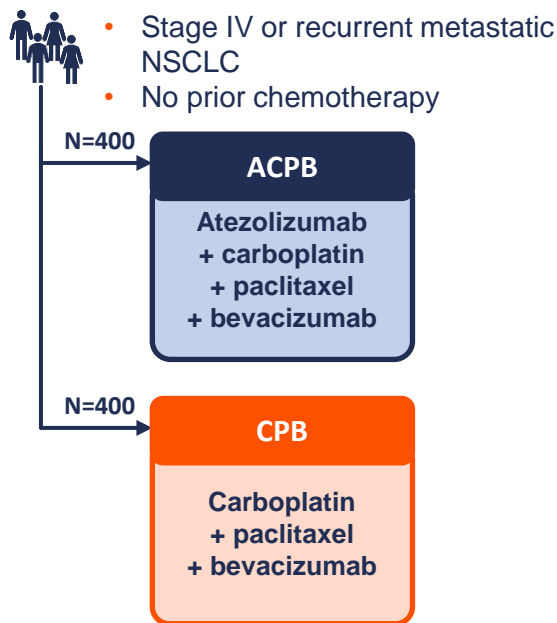 • Stage IV or recurrent metastatic
NSCLC
• No prior chemotherapy
N=400
ACPB
Atezolizumab
+ carboplatin
+ paclitaxel
+ bevacizumab
N=400
CPB
Carboplatin
+ paclitaxel
+ bevacizumab